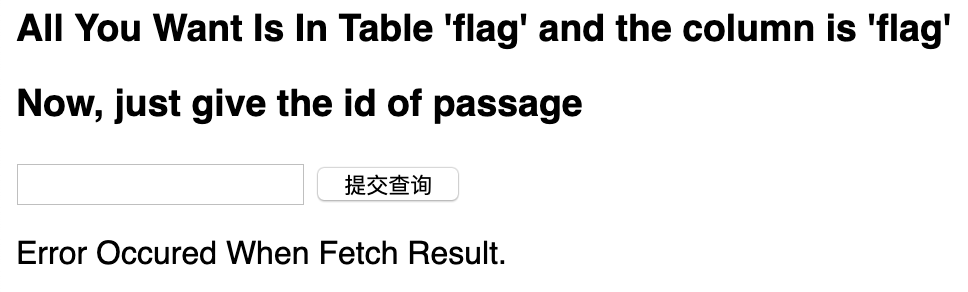 All You Want Is In Table 'flag' and the column is 'flag'
Now, just give the id of passage
提交查询
Error Occured When Fetch Result.